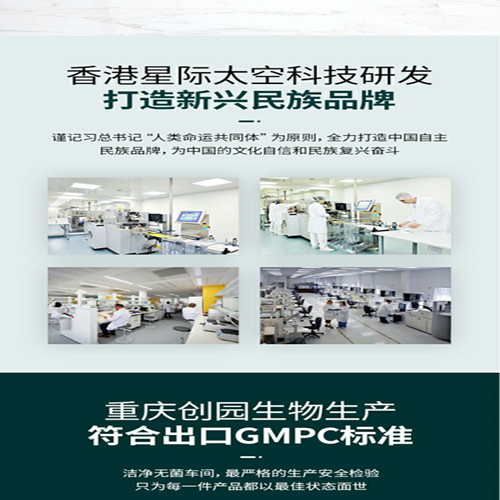 香港星际太空科技研发
打造新兴民族品牌
谨记习总书记“人类命运共同体”为原则，全力打造中国自主
民族品牌，为中国的文化自信和民族复兴奋斗
重庆创园生物生产
符合出口GMPC标准
洁净无菌车间，最严格的生产安全检验
只为每一件产品都以最佳状态面世